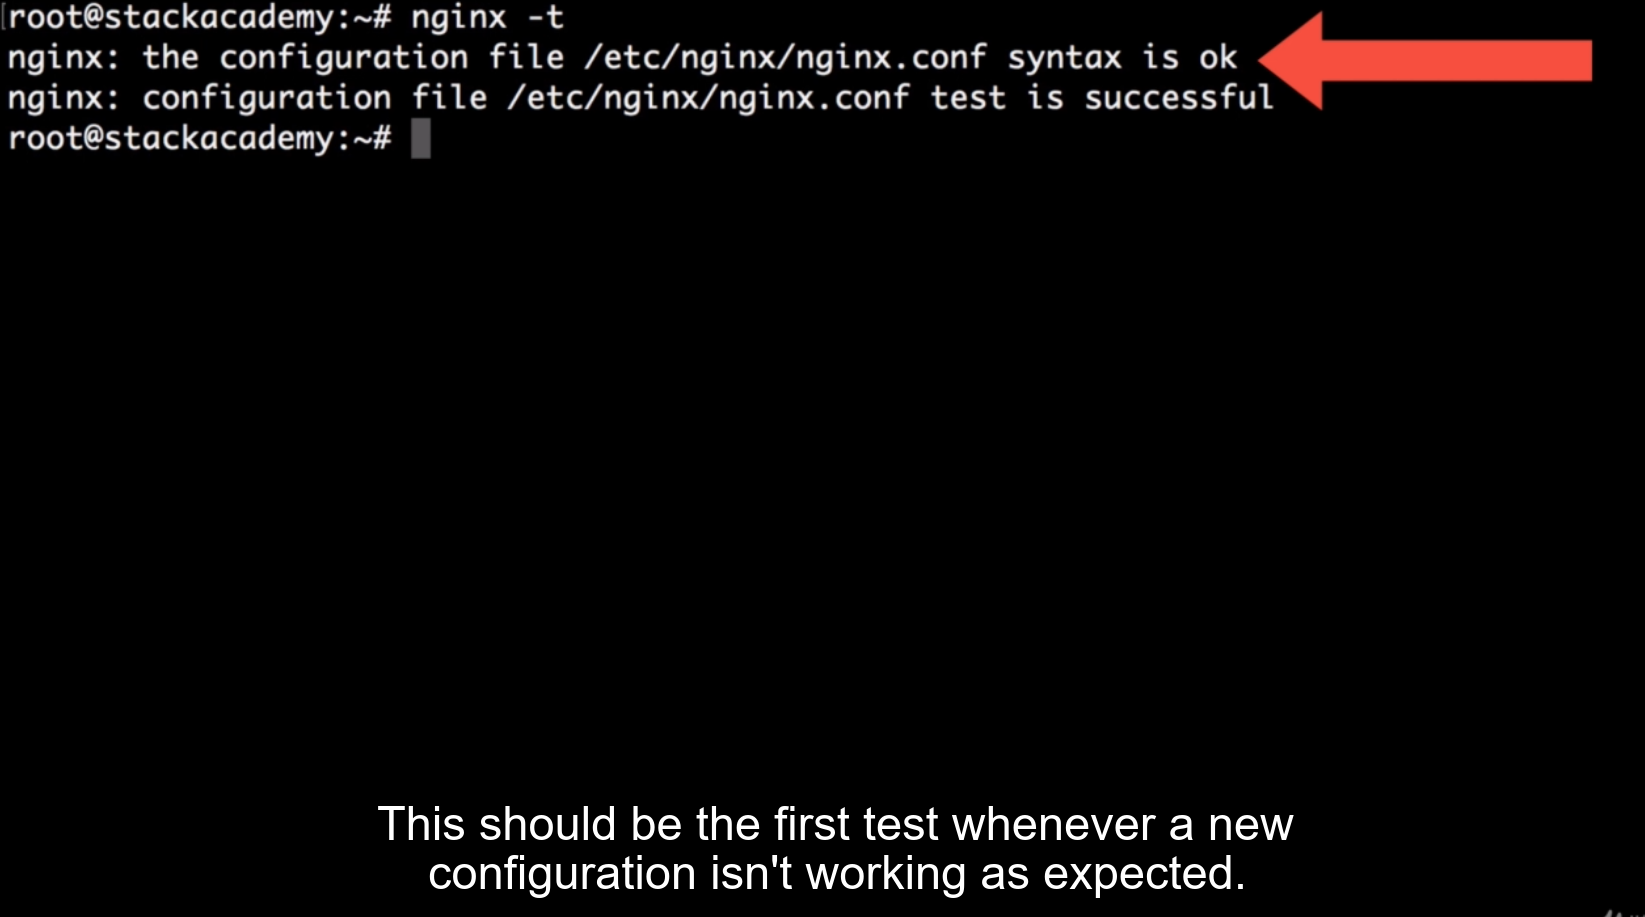 [root@stackacademy:~# nginx -t
nginx: the configuration file /etc/nginx/nginx.conf syntax is ok
nginx: configuration file /etc/nginx/nginx.conf test is successful
root@stackacademy:~#
This should be the first test whenever a new
configuration isn't working as expected.